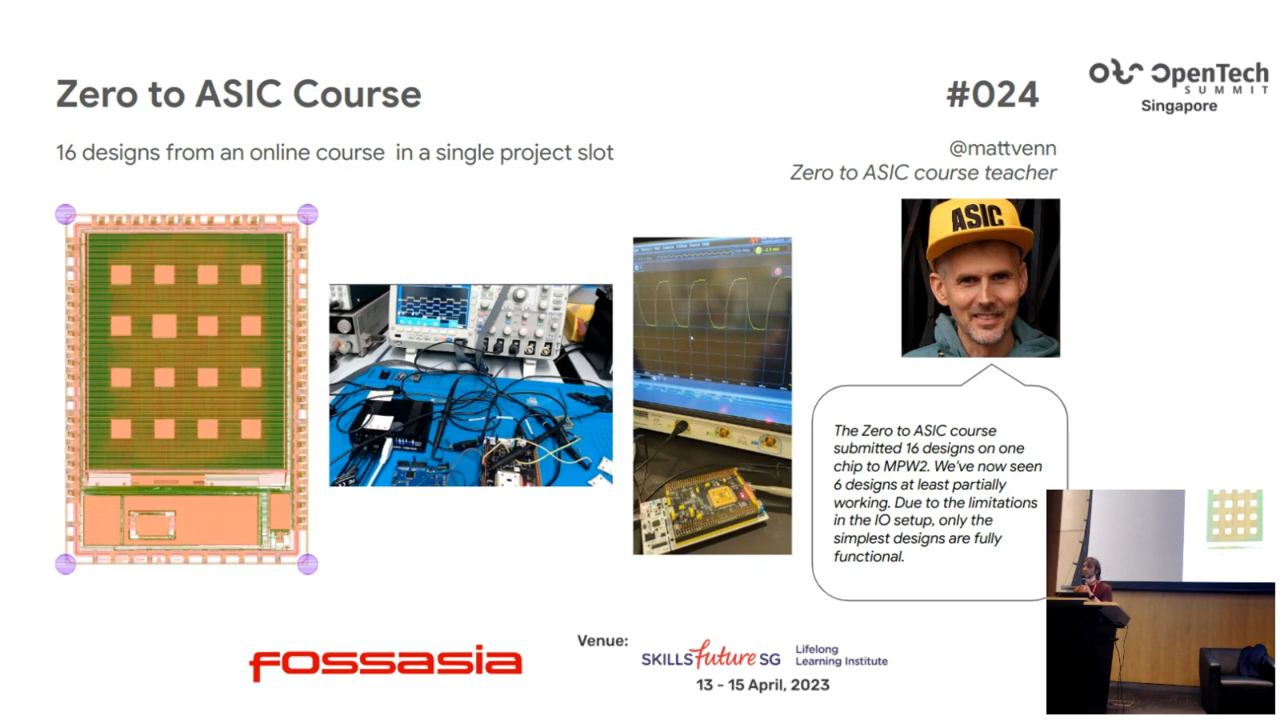 Zero to ASIC Course
#024
OpenTech
SUMMIT
Singapore
16 designs from an online course in a single project slot
@mattvenn
Zero to ASIC course teacher
ASIC
The Zero to ASIC course
submitted 16 designs on one
chip to MPW2. We've now seen
6 designs at least partially
working. Due to the limitations
in the IO setup, only the
simplest designs are fully
functional.
fossasia
Venue:
SKILLS future SG
Lifelong
Learning Institute
13 - 15 April, 2023